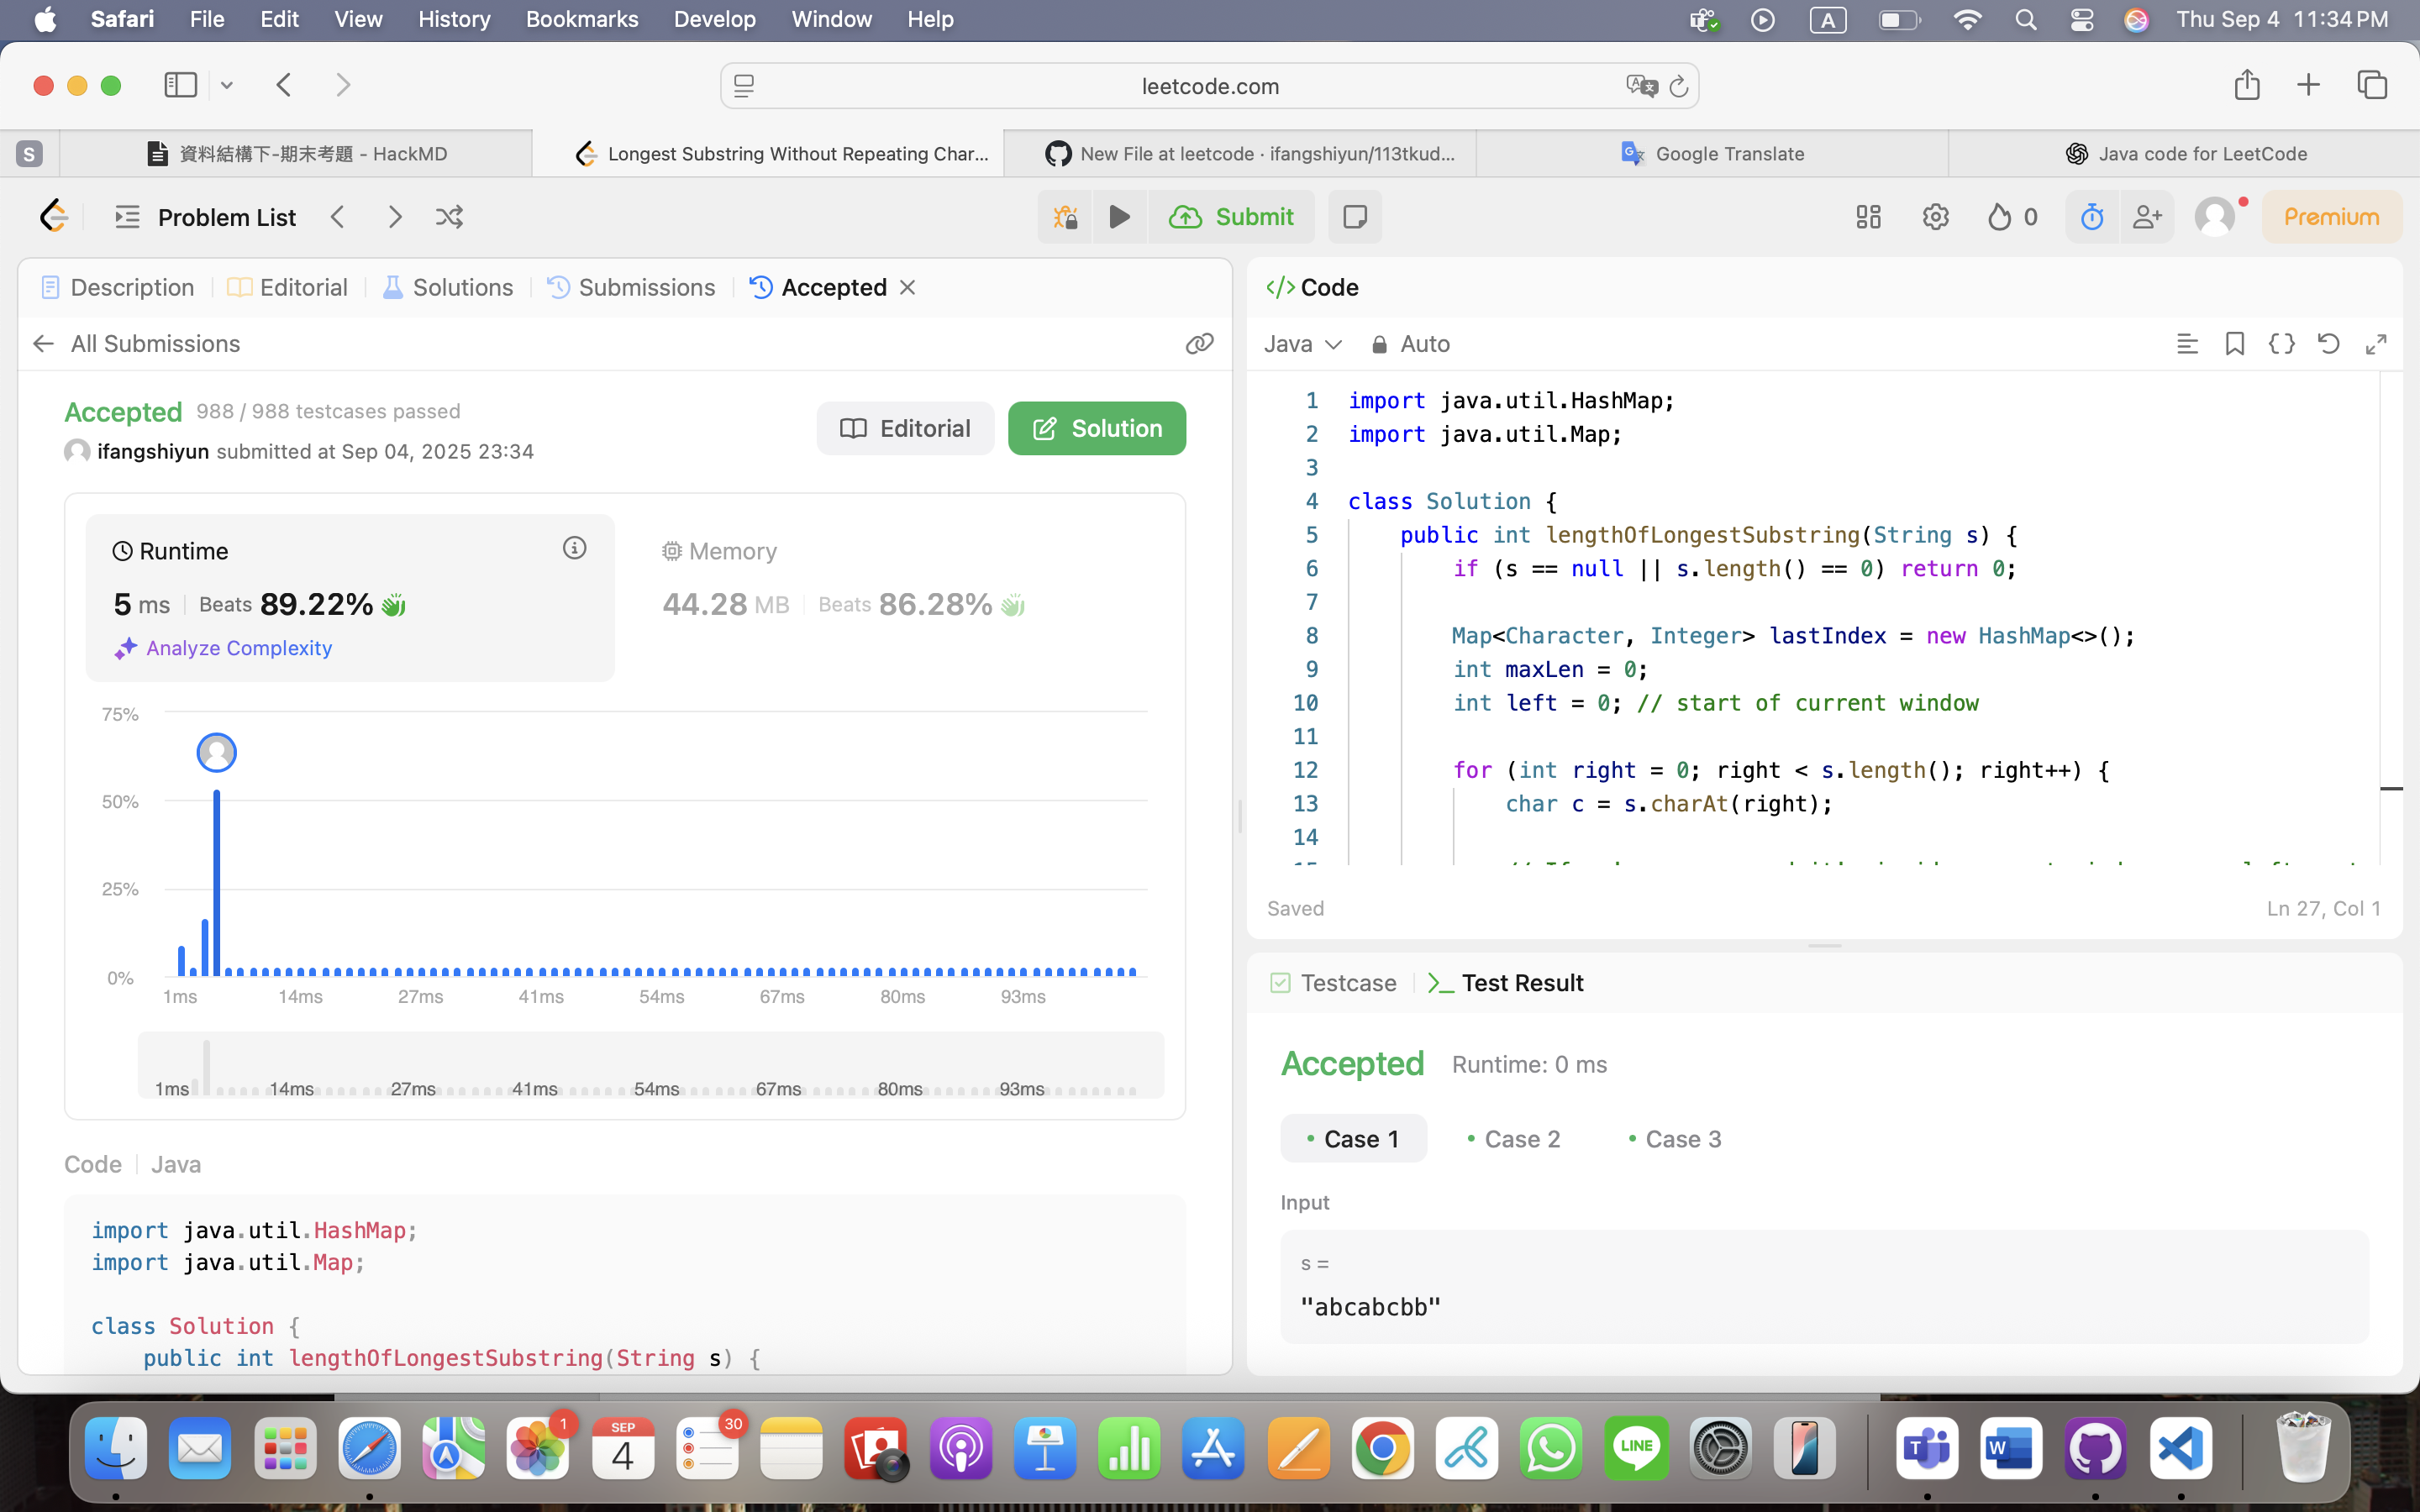 Safari File Edit View History Bookmarks Develop Window Help A Thu Sep 4 11:34 PM
leetcode.com
S 資料結構下-期末考題 - HackMD Longest Substring Without Repeating Char... New File at leetcode · ifangshiyun/113tkud... Google Translate Java code for LeetCode
Problem List Submit 0 Premium
Description Editorial Solutions Submissions Accepted
All Submissions
Accepted 988 / 988 testcases passed
ifangshiyun submitted at Sep 04, 2025 23:34
Editorial Solution
Runtime
5 ms Beats 89.22%
Analyze Complexity
Memory
44.28 MB Beats 86.28%
75%
50%
25%
0%
1ms 14ms 27ms 41ms 54ms 67ms 80ms 93ms
1ms 14ms 27ms 41ms 54ms 67ms 80ms 93ms
Code Java
import java.util.HashMap;
import java.util.Map;
class Solution {
public int lengthOfLongestSubstring(String s) {
</> Code
Java Auto
1 import java.util.HashMap;
2 import java.util.Map;
3
4 class Solution {
5 public int lengthOfLongestSubstring(String s) {
6 if (s == null || s.length() == 0) return 0;
7
8 Map<Character, Integer> lastIndex = new HashMap<>();
9 int maxLen = 0;
10 int left = 0; // start of current window
11
12 for (int right = 0; right < s.length(); right++) {
13 char c = s.charAt(right);
14
Saved Ln 27, Col 1
Testcase Test Result
Accepted Runtime: 0 ms
Case 1 Case 2 Case 3
Input
s =
"abcabcbb"
1 SEP 4 30 LINE T W